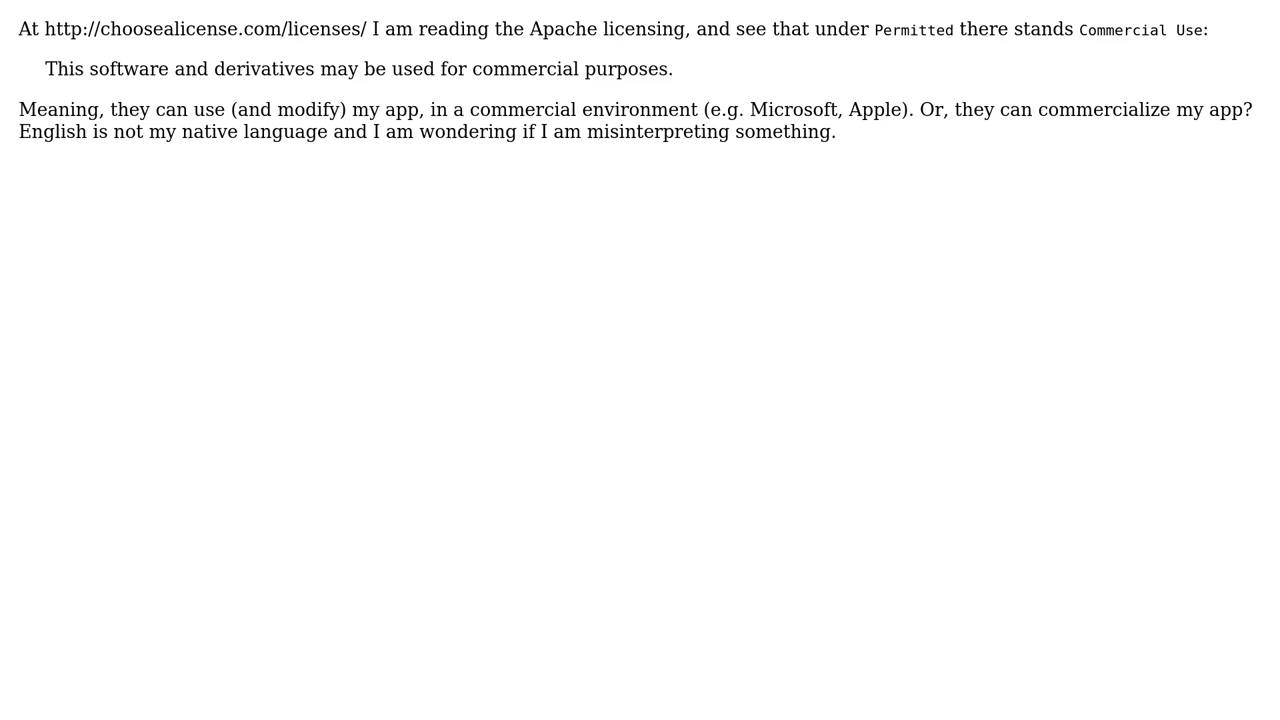 At http://choosealicense.com/licenses/ I am reading the Apache licensing, and see that under Permitted there stands Commercial Use:
This software and derivatives may be used for commercial purposes.
Meaning, they can use (and modify) my app, in a commercial environment (e.g. Microsoft, Apple). Or, they can commercialize my app?
English is not my native language and I am wondering if I am misinterpreting something.